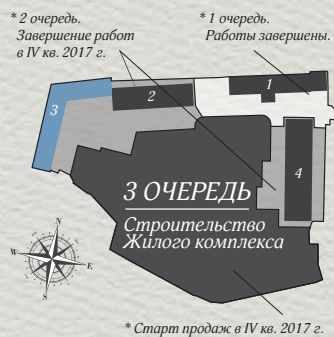 * 2 очередь.
Завершение работ
в IV кв. 2017 г.
* 1 очередь.
Работы завершены.
1
2
3
4
3 ОЧЕРЕДЬ
Строительство
Жилого комплекса
N
W
E
S
* Старт продаж в IV кв. 2017 г.